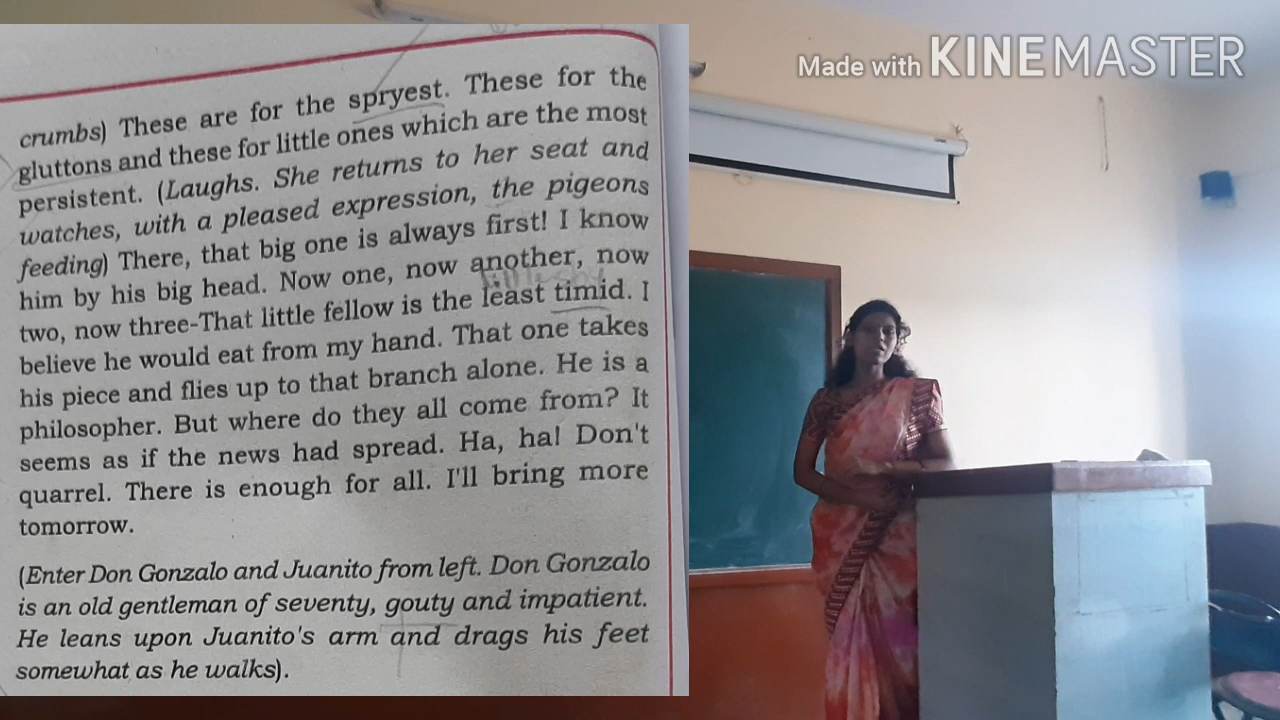 Made with KINEMASTER
crumbs) These are for the spryest. These for the
gluttons and these for little ones which are the most
persistent. (Laughs. She returns to her seat and
watches, with a pleased expression, the pigeons
feeding) There, that big one is always first! I know
him by his big head. Now one, now another, now
two, now three-That little fellow is the least timid. I
believe he would eat from my hand. That one takes
his piece and flies up to that branch alone. He is a
philosopher. But where do they all come from? It
seems as if the news had spread. Ha, ha! Don't
quarrel. There is enough for all. I'll bring more
tomorrow.
(Enter Don Gonzalo and Juanito from left. Don Gonzalo
is an old gentleman of seventy, gouty and impatient.
He leans upon Juanito's arm and drags his feet
somewhat as he walks).